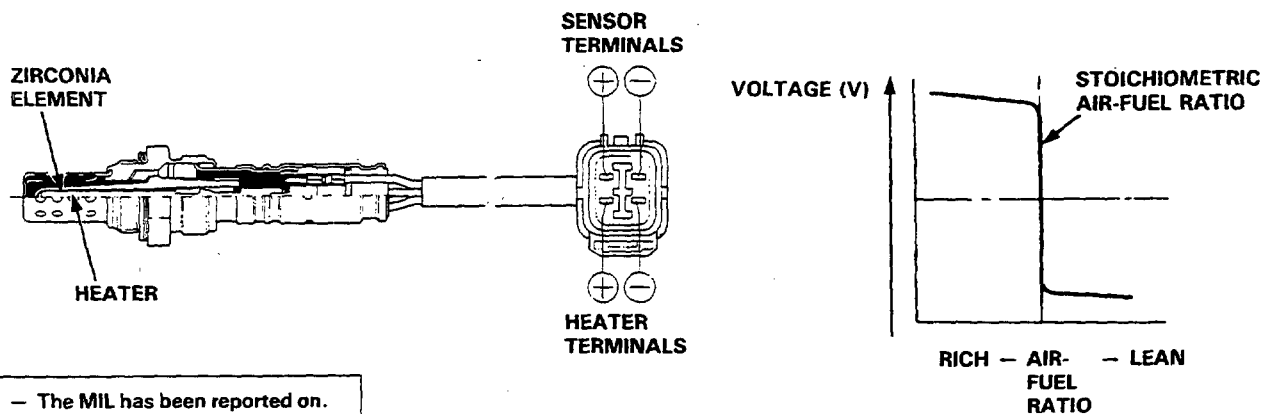 SENSOR
TERMINALS
+ −
ZIRCONIA
ELEMENT
HEATER
+ −
HEATER
TERMINALS
VOLTAGE (V)
STOICHIOMETRIC
AIR-FUEL RATIO
RICH — AIR- — LEAN
FUEL
RATIO
— The MIL has been reported on.